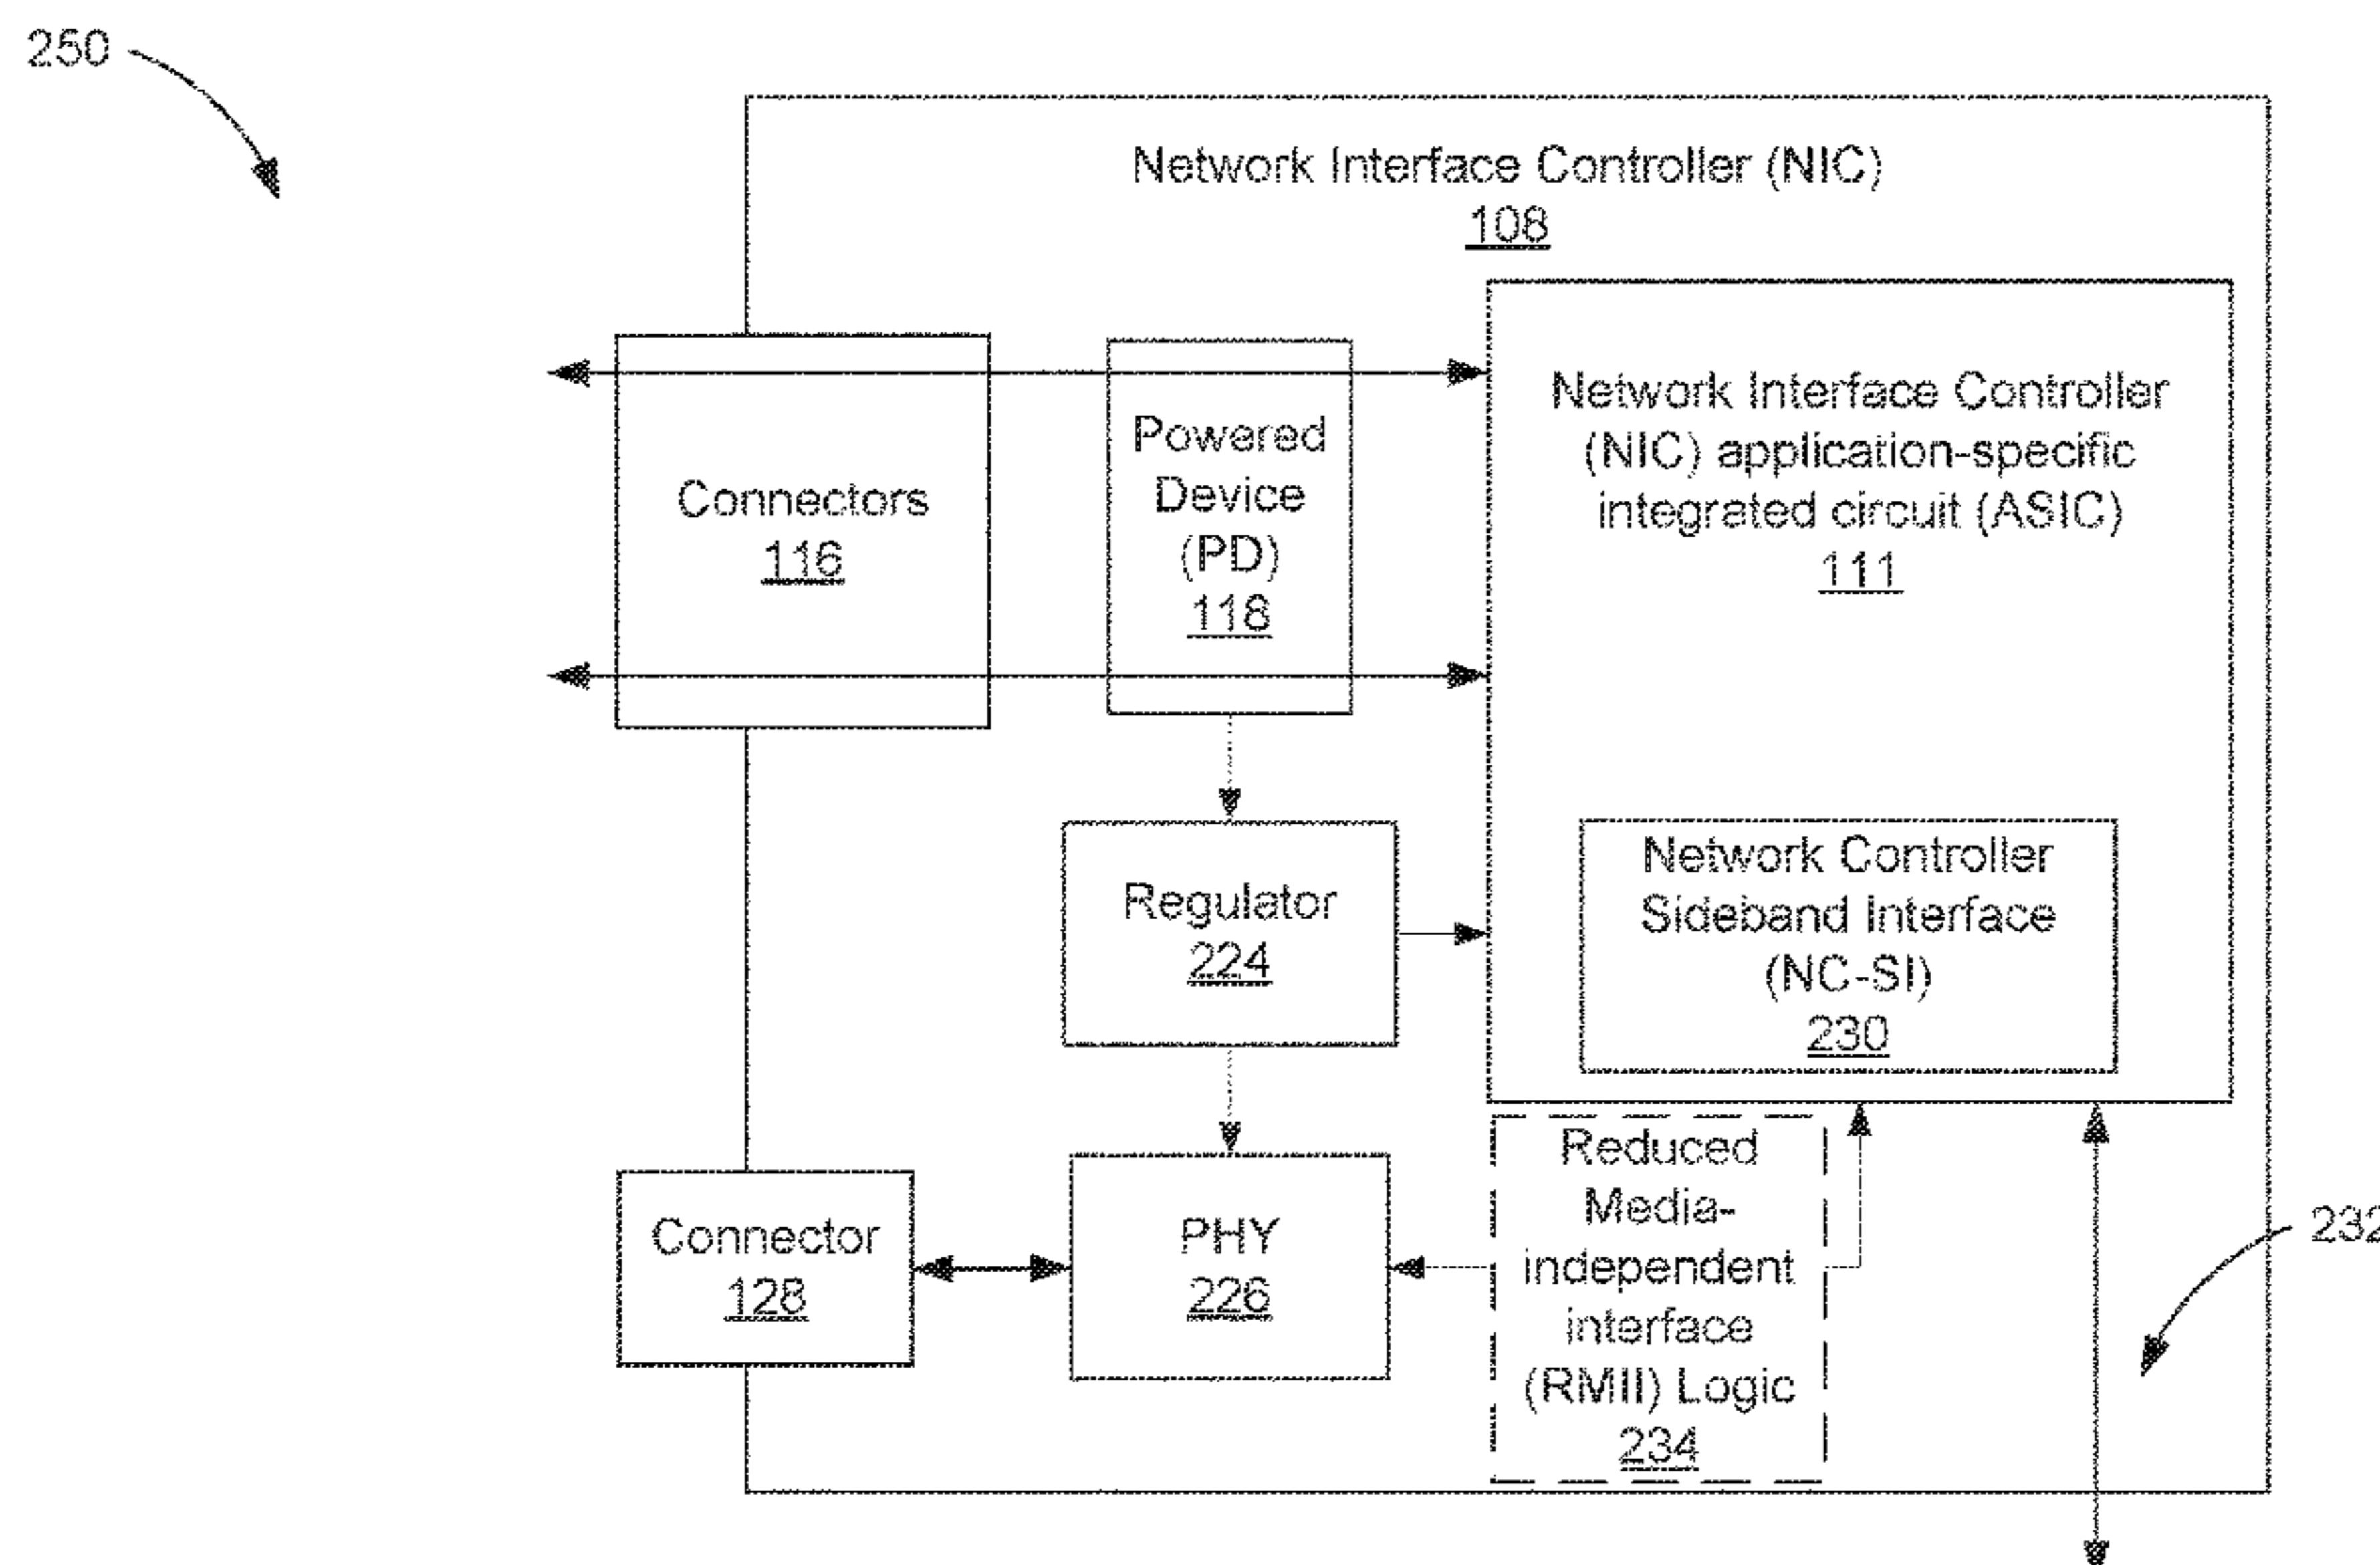 250
Network Interface Controller (NIC)
108
Connectors
116
Powered
Device
(PD)
118
Network Interface Controller
(NIC) application-specific
integrated circuit (ASIC)
111
Regulator
224
Network Controller
Sideband Interface
(NC-SI)
230
Connector
128
PHY
226
Reduced
Media-
independent
interface
(RMII) Logic
234
232